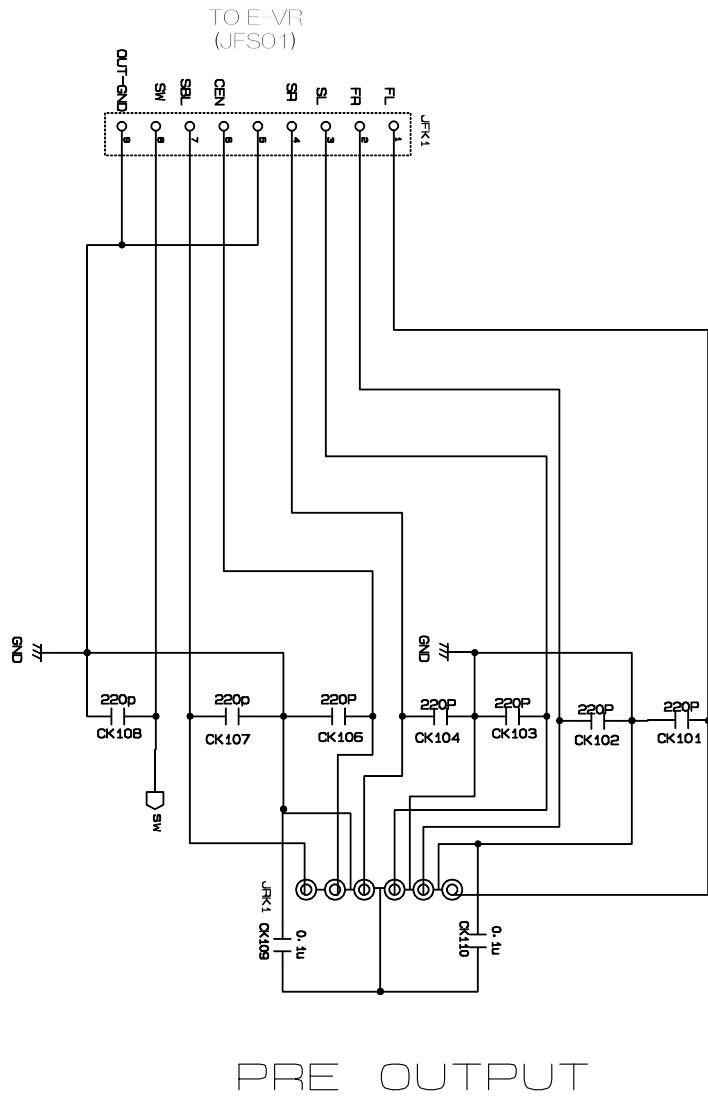 TO E-VR
(JFS01)
OUT-GND
SW
SBL
CEN
SR
SL
FR
FL
JFK1
9
8
7
6
5
4
3
2
1
GND
GND
220p
220p
220P
220P
220P
220P
220P
CK108
CK107
CK106
CK104
CK103
CK102
CK101
SW
JRK1
CK109
0.1u
CK110
0.1u
PRE OUTPUT